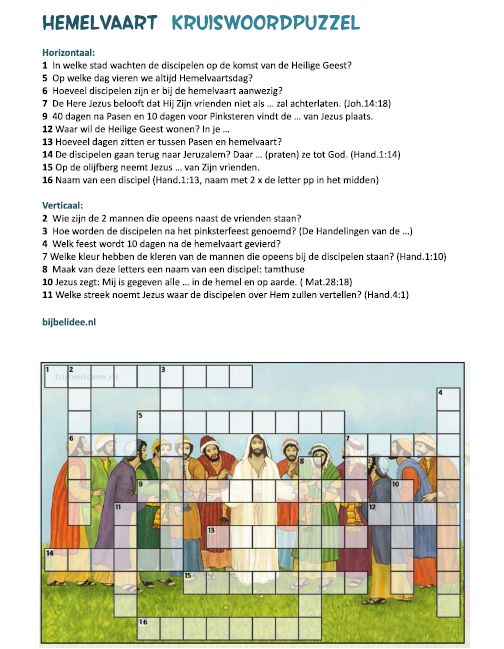 HEMELVAART KRUISWOORDPUZZEL
Horizontaal:
1 In welke stad wachten de discipelen op de komst van de Heilige Geest?
5 Op welke dag vieren we altijd Hemelvaartsdag?
6 Hoeveel discipelen zijn er bij de hemelvaart aanwezig?
7 De Here Jezus belooft dat Hij Zijn vrienden niet als ... zal achterlaten. (Joh.14:18)
9 40 dagen na Pasen en 10 dagen voor Pinksteren vindt de ... van Jezus plaats.
12 Waar wil de Heilige Geest wonen? In je ...
13 Hoeveel dagen zitten er tussen Pasen en hemelvaart?
14 De discipelen gaan terug naar Jeruzalem? Daar ... (praten) ze tot God. (Hand.1:14)
15 Op de olijfberg neemt Jezus ... van Zijn vrienden.
16 Naam van een discipel (Hand.1:13, naam met 2 x de letter pp in het midden)
Verticaal:
2 Wie zijn de 2 mannen die opeens naast de vrienden staan?
3 Hoe worden de discipelen na het pinksterfeest genoemd? (De Handelingen van de ...)
4 Welk feest wordt 10 dagen na de hemelvaart gevierd?
7 Welke kleur hebben de kleren van de mannen die opeens bij de discipelen staan? (Hand.1:10)
8 Maak van deze letters een naam van een discipel: tamthuse
10 Jezus zegt: Mij is gegeven alle ... in de hemel en op aarde. ( Mat.28:18)
11 Welke streek noemt Jezus waar de discipelen over Hem zullen vertellen? (Hand.4:1)
bijbelidee.nl
1 2 3
bijbelidee.nl
4
5
6 7
8
9 10
11 12
13
14
15
16